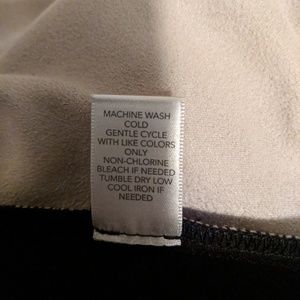 MACHINE WASH
COLD
GENTLE CYCLE
WITH LIKE COLORS
ONLY
NON-CHLORINE
BLEACH IF NEEDED
TUMBLE DRY LOW
COOL IRON IF
NEEDED